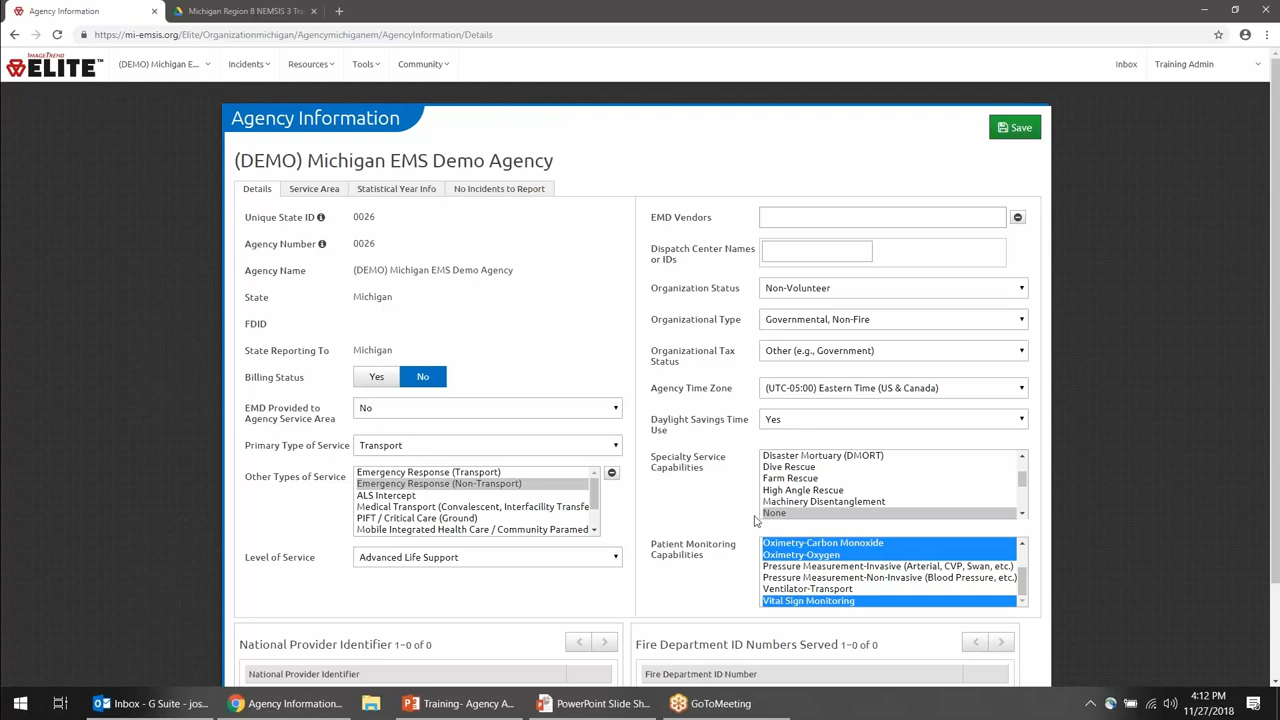 Agency Information
Michigan Region 8 NEMSIS 3 Tra
https://mi-emsis.org/Elite/Organizationmichigan/Agencymichiganem/AgencyInformation/Details
IMAGETREND
ELITE™
(DEMO) Michigan E...
Incidents
Resources
Tools
Community
Inbox
Training Admin
Agency Information
Save
(DEMO) Michigan EMS Demo Agency
Details
Service Area
Statistical Year Info
No Incidents to Report
Unique State ID
0026
Agency Number
0026
Agency Name
(DEMO) Michigan EMS Demo Agency
State
Michigan
FDID
State Reporting To
Michigan
Billing Status
Yes
No
EMD Provided to
Agency Service Area
No
Primary Type of Service
Transport
Other Types of Service
Emergency Response (Transport)
Emergency Response (Non-Transport)
ALS Intercept
Medical Transport (Convalescent, Interfacility Transfe
PIFT / Critical Care (Ground)
Mobile Integrated Health Care / Community Paramed
Level of Service
Advanced Life Support
EMD Vendors
Dispatch Center Names
or IDs
Organization Status
Non-Volunteer
Organizational Type
Governmental, Non-Fire
Organizational Tax
Status
Other (e.g., Government)
Agency Time Zone
(UTC-05:00) Eastern Time (US & Canada)
Daylight Savings Time
Use
Yes
Specialty Service
Capabilities
Disaster Mortuary (DMORT)
Dive Rescue
Farm Rescue
High Angle Rescue
Machinery Disentanglement
None
Patient Monitoring
Capabilities
Oximetry-Carbon Monoxide
Oximetry-Oxygen
Pressure Measurement-Invasive (Arterial, CVP, Swan, etc.)
Pressure Measurement-Non-Invasive (Blood Pressure, etc.)
Ventilator-Transport
Vital Sign Monitoring
National Provider Identifier 1-0 of 0
National Provider Identifier
Fire Department ID Numbers Served 1-0 of 0
Fire Department ID Number
Inbox - G Suite - jos...
Agency Information...
Training- Agency A...
PowerPoint Slide Sh...
GoToMeeting
4:12 PM
11/27/2018